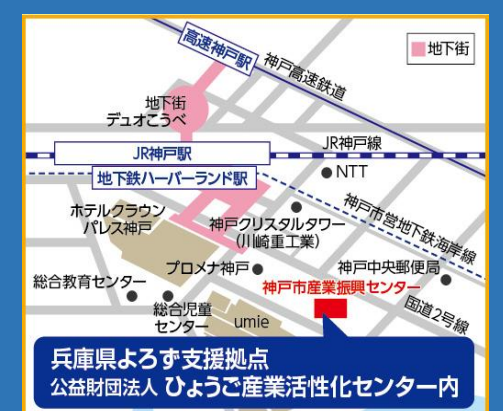 高速神戸駅
地下街
神戸高速鉄道
地下街
デュオこうべ
JR神戸線
JR神戸駅
NTT
地下鉄ハーバーランド駅
神戸市営地下鉄海岸線
ホテルクラウン
パレス神戸
神戸クリスタルタワー
(川崎重工業)
プロメナ神戸
神戸中央郵便局
総合教育センター
神戸市産業振興センター
総合児童
センター
umie
国道2号線
兵庫県よろず支援拠点
公益財団法人 ひょうご産業活性化センター内